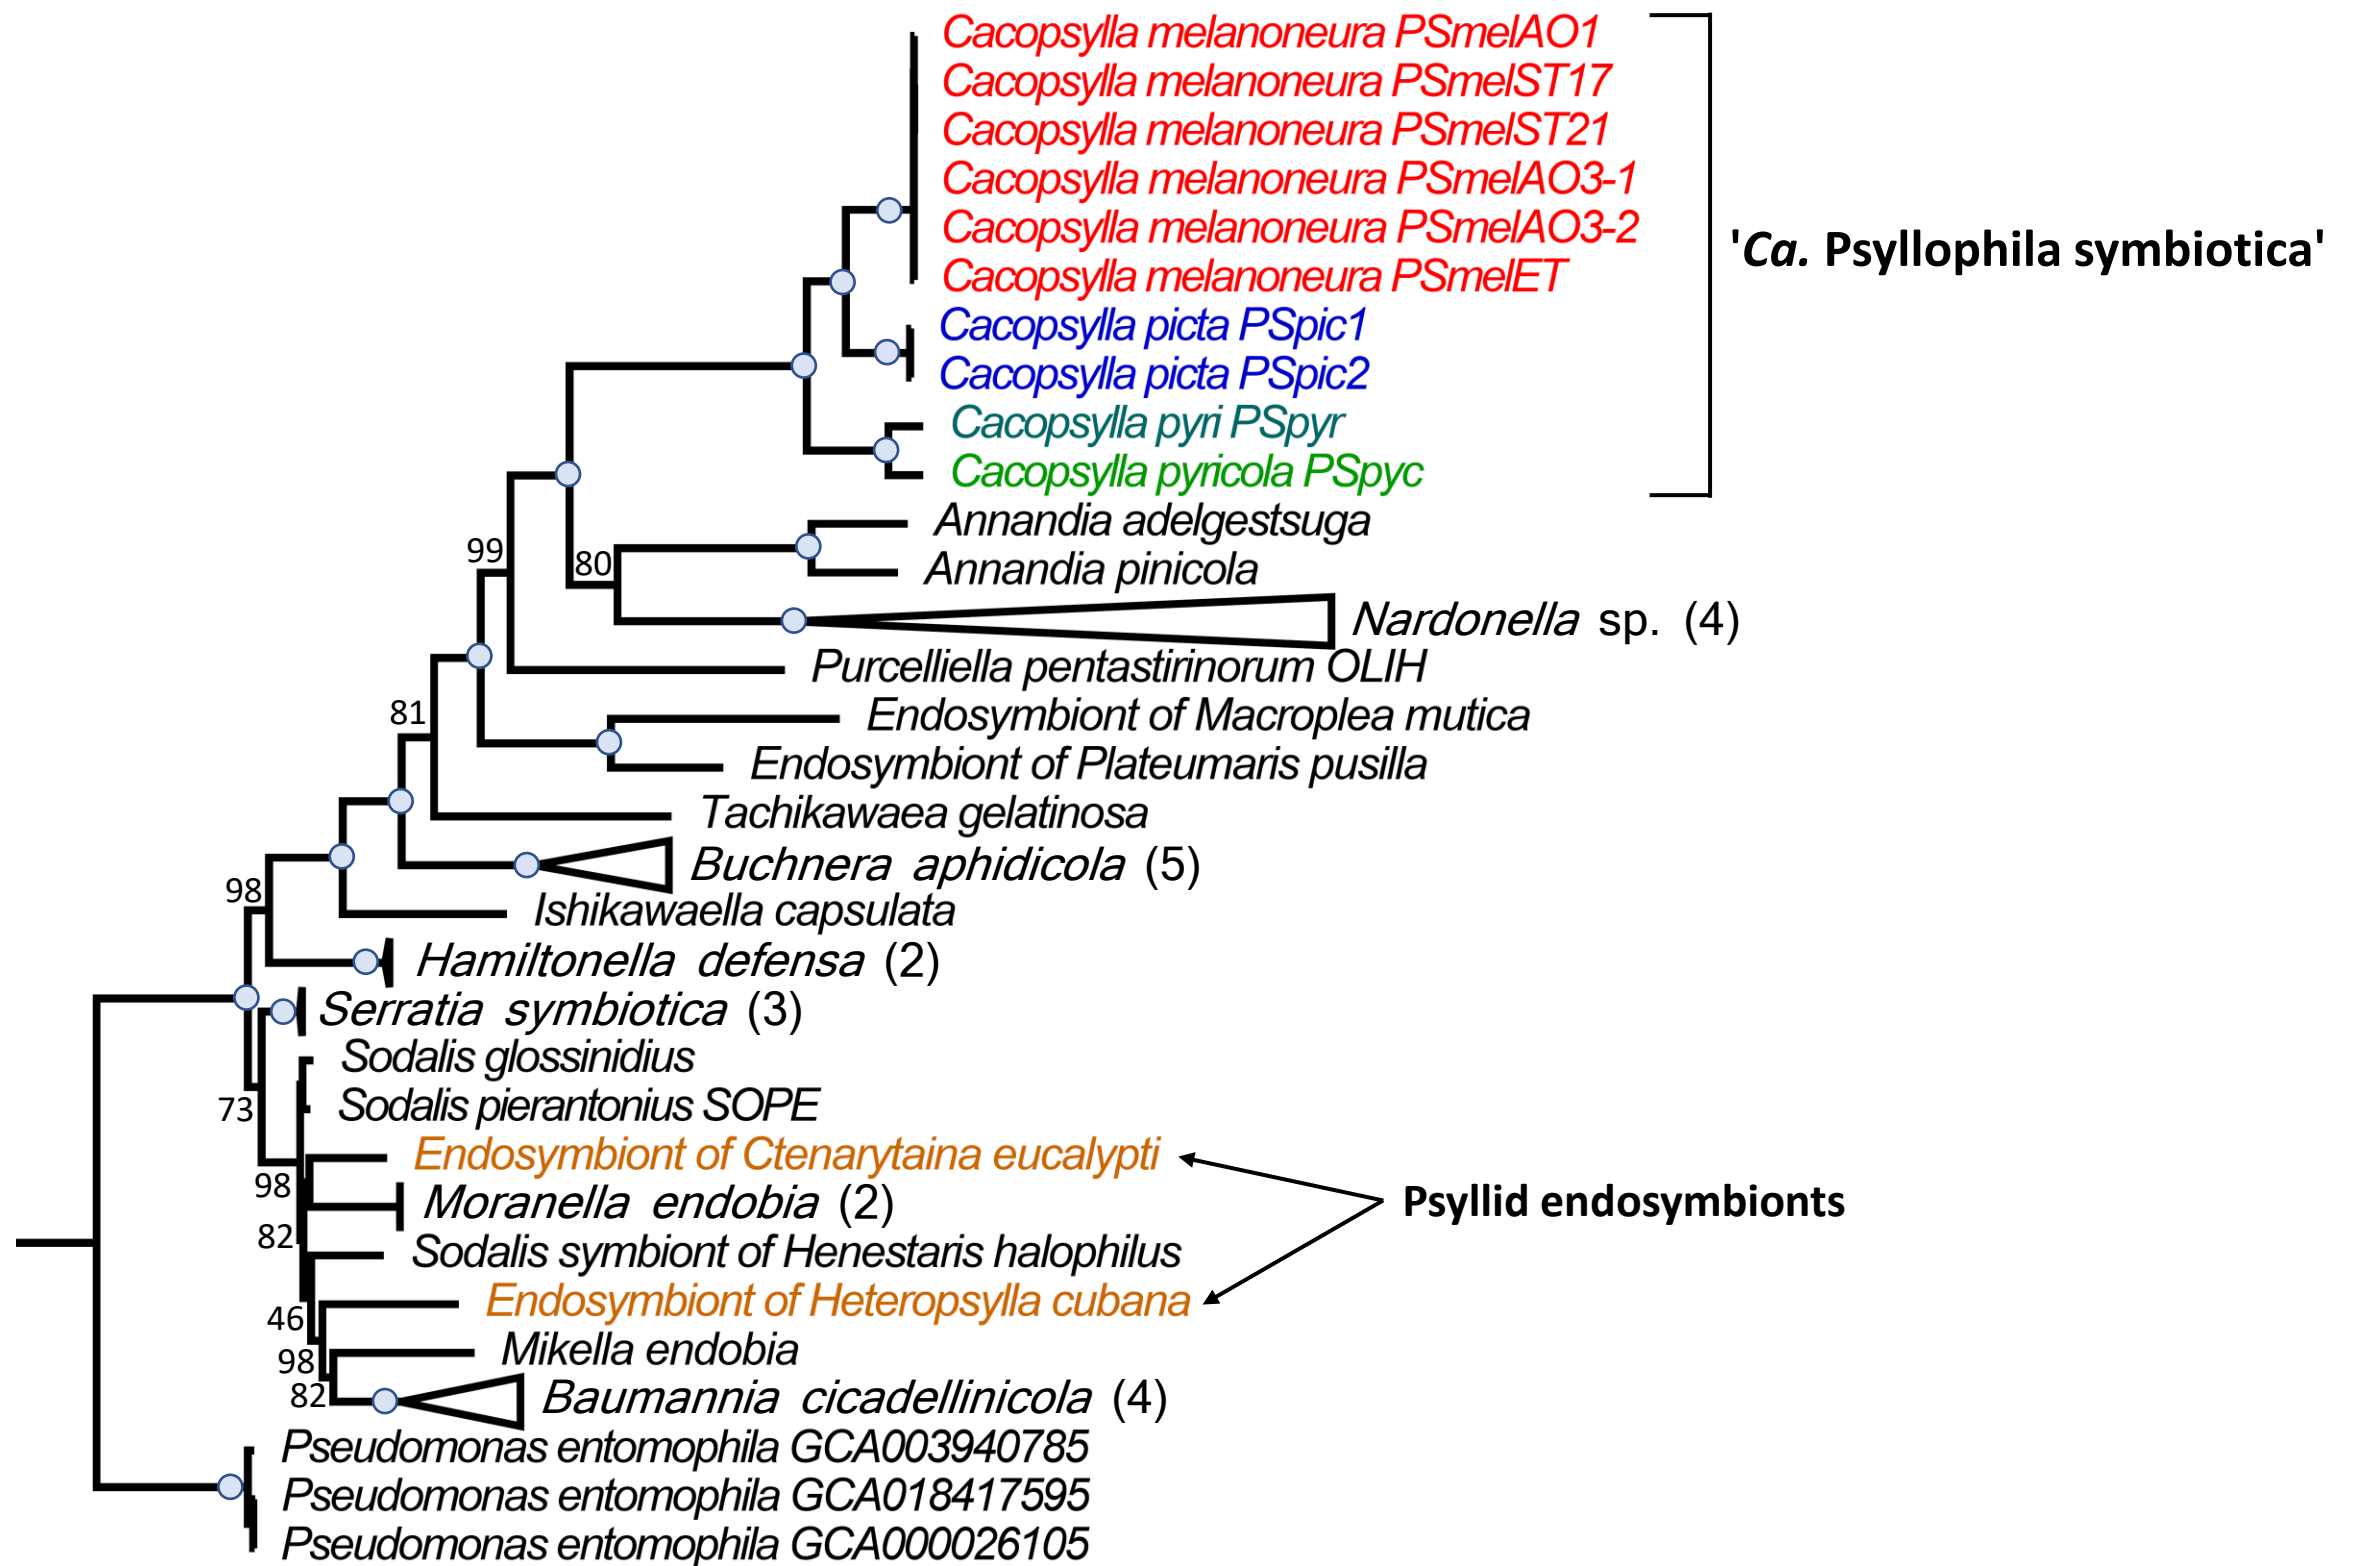 Cacopsylla melanoneura PSmelAO1
Cacopsylla melanoneura PSmelST17
Cacopsylla melanoneura PSmelST21
Cacopsylla melanoneura PSmelAO3-1
Cacopsylla melanoneura PSmelAO3-2
'Ca. Psyllophila symbiotica'
Cacopsylla melanoneura PSmelET
Cacopsylla picta PSpic1
Cacopsylla picta PSpic2
Cacopsylla pyri PSpyr
Cacopsylla pyricola PSpyc
Annandia adelgestsuga
99
80
Annandia pinicola
Nardonella sp. (4)
Purcelliella pentastirinorum OLIH
81
Endosymbiont of Macroplea mutica
Endosymbiont of Plateumaris pusilla
Tachikawaea gelatinosa
Buchnera aphidicola (5)
98
Ishikawaella capsulata
Hamiltonella defensa (2)
Serratia symbiotica (3)
Sodalis glossinidius
73
Sodalis pierantonius SOPE
Endosymbiont of Ctenarytaina eucalypti
98
Moranella endobia (2)
Psyllid endosymbionts
82
Sodalis symbiont of Henestaris halophilus
Endosymbiont of Heteropsylla cubana
46
Mikella endobia
98
82
Baumannia cicadellinicola (4)
Pseudomonas entomophila GCA003940785
Pseudomonas entomophila GCA018417595
Pseudomonas entomophila GCA000026105